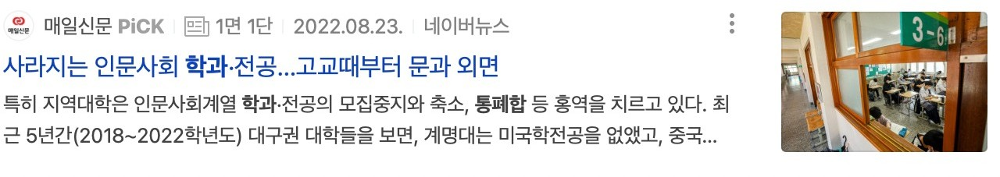 매일신문
매일신문 PiCK 1면 1단 2022.08.23. 네이버뉴스
사라지는 인문사회 학과·전공...고교때부터 문과 외면
특히 지역대학은 인문사회계열 학과·전공의 모집중지와 축소, 통폐합 등 홍역을 치르고 있다. 최
근 5년간(2018~2022학년도) 대구권 대학들을 보면, 계명대는 미국학전공을 없앴고, 중국...
3-6